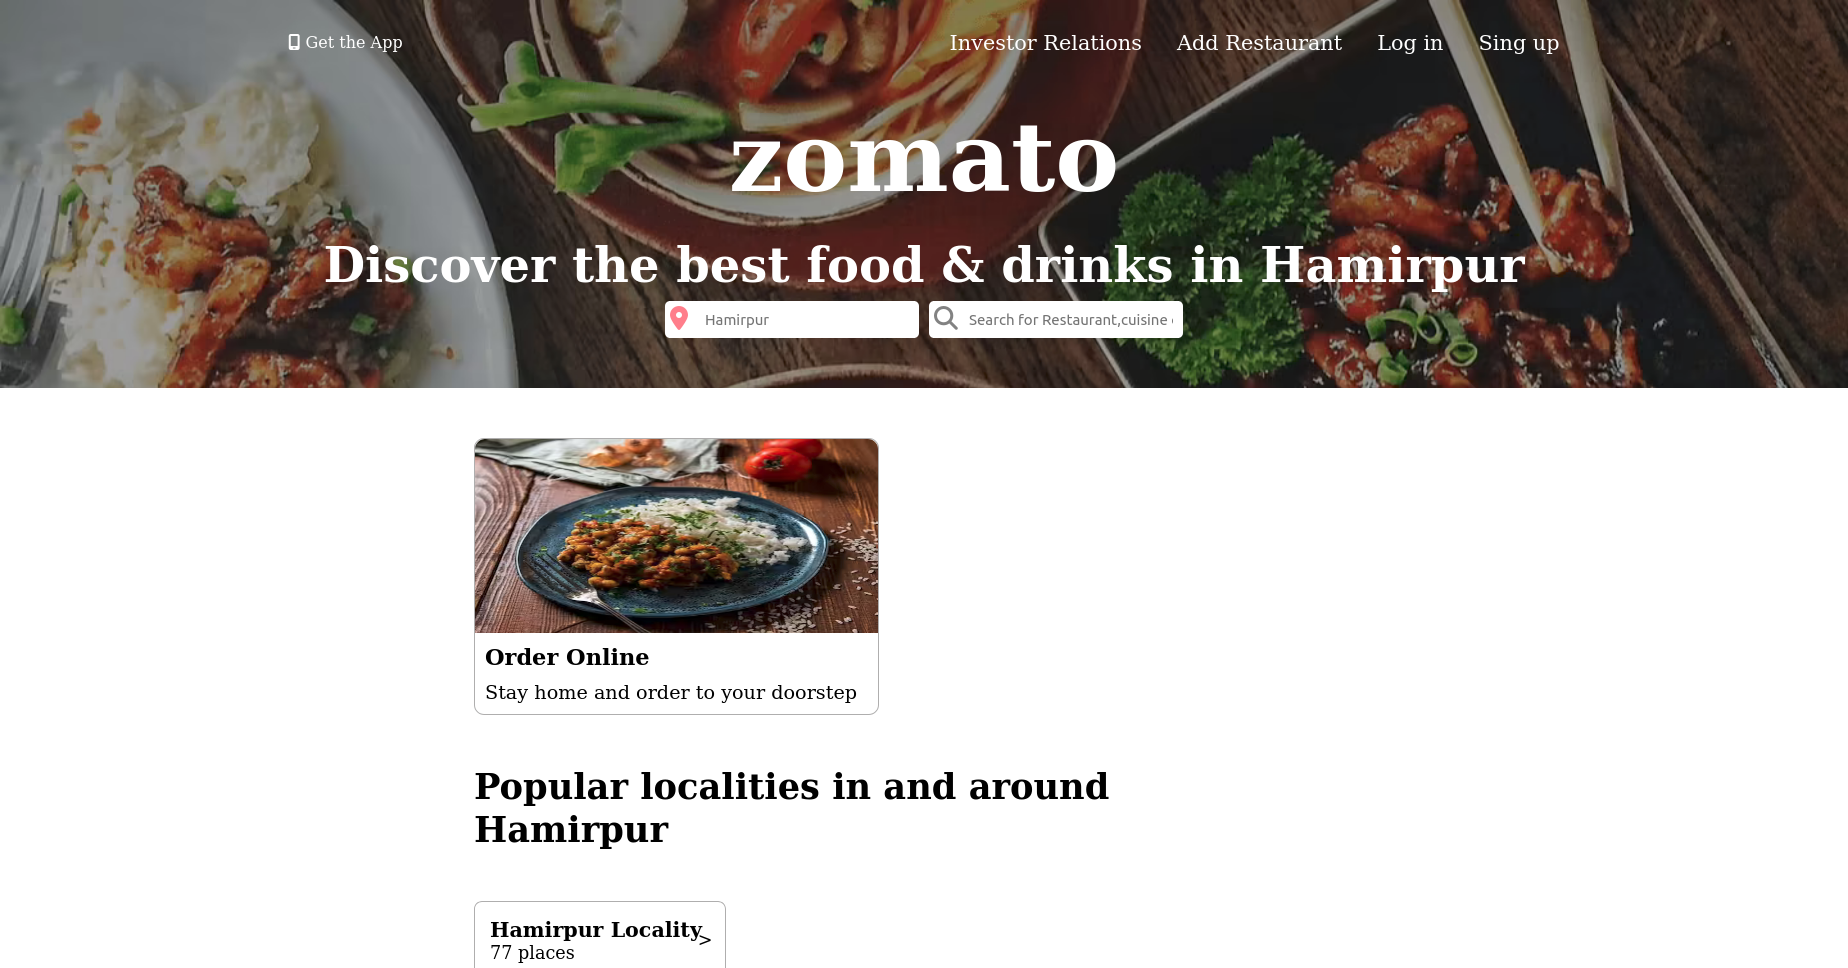 Get the App
Investor Relations
Add Restaurant
Log in
Sing up
zomato
Discover the best food & drinks in Hamirpur
Hamirpur
Search for Restaurant,cuisine
Order Online
Stay home and order to your doorstep
Popular localities in and around
Hamirpur
Hamirpur Locality
>
77 places